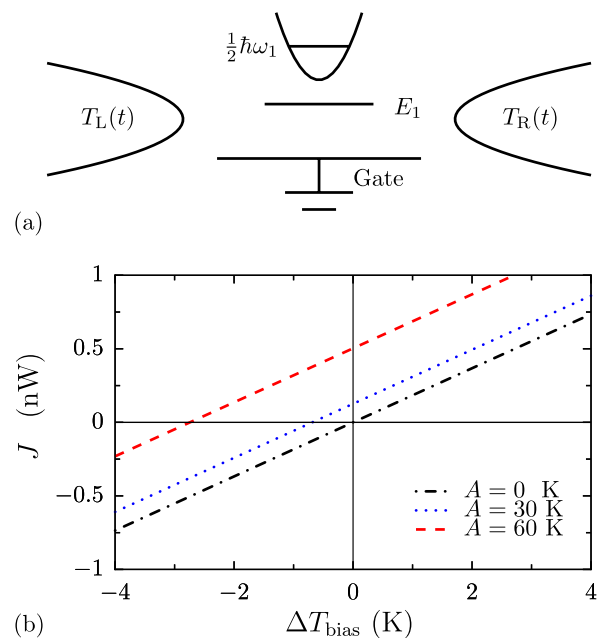 ½ħω₁
T_L(t)
E₁
T_R(t)
Gate
(a)
1
0.5
0
−0.5
−1
J (nW)
A = 0 K
A = 30 K
A = 60 K
−4
−2
0
2
4
ΔT_bias (K)
(b)